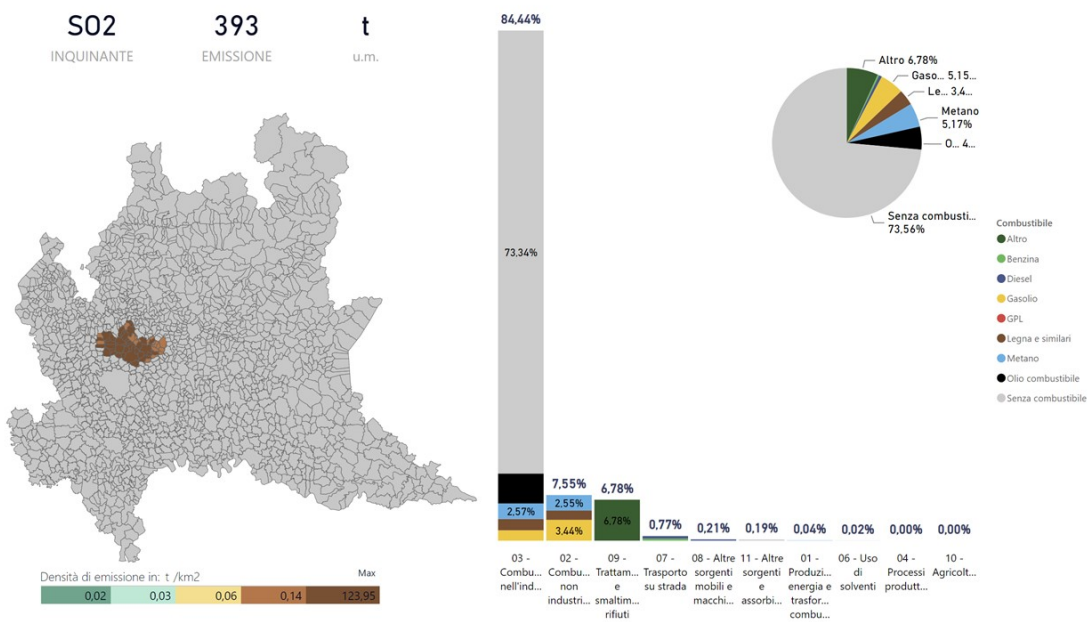 SO2
393
t
INQUINANTE
EMISSIONE
u.m.
Densità di emissione in: t /km2
Max
0,02
0,03
0,06
0,14
123,95
84,44%
73,34%
2,57%
7,55%
2,55%
3,44%
6,78%
6,78%
0,77%
0,21%
0,19%
0,04%
0,02%
0,00%
0,00%
03 -
Combu...
nell'ind...
02 -
Combu...
non
industri...
09 -
Trattam...
e
smaltim...
rifiuti
07 -
Trasporto
su strada
08 - Altre
sorgenti
mobili e
macchi...
11 - Altre
sorgenti
e
assorbi...
01 -
Produzi...
energia e
trasfor...
combu...
06 - Uso
di
solventi
04 -
Processi
produtt...
10 -
Agricolt...
Altro 6,78%
Gaso... 5,15...
Le... 3,4...
Metano
5,17%
O... 4...
Senza combusti...
73,56%
Combustibile
Altro
Benzina
Diesel
Gasolio
GPL
Legna e similari
Metano
Olio combustibile
Senza combustibile